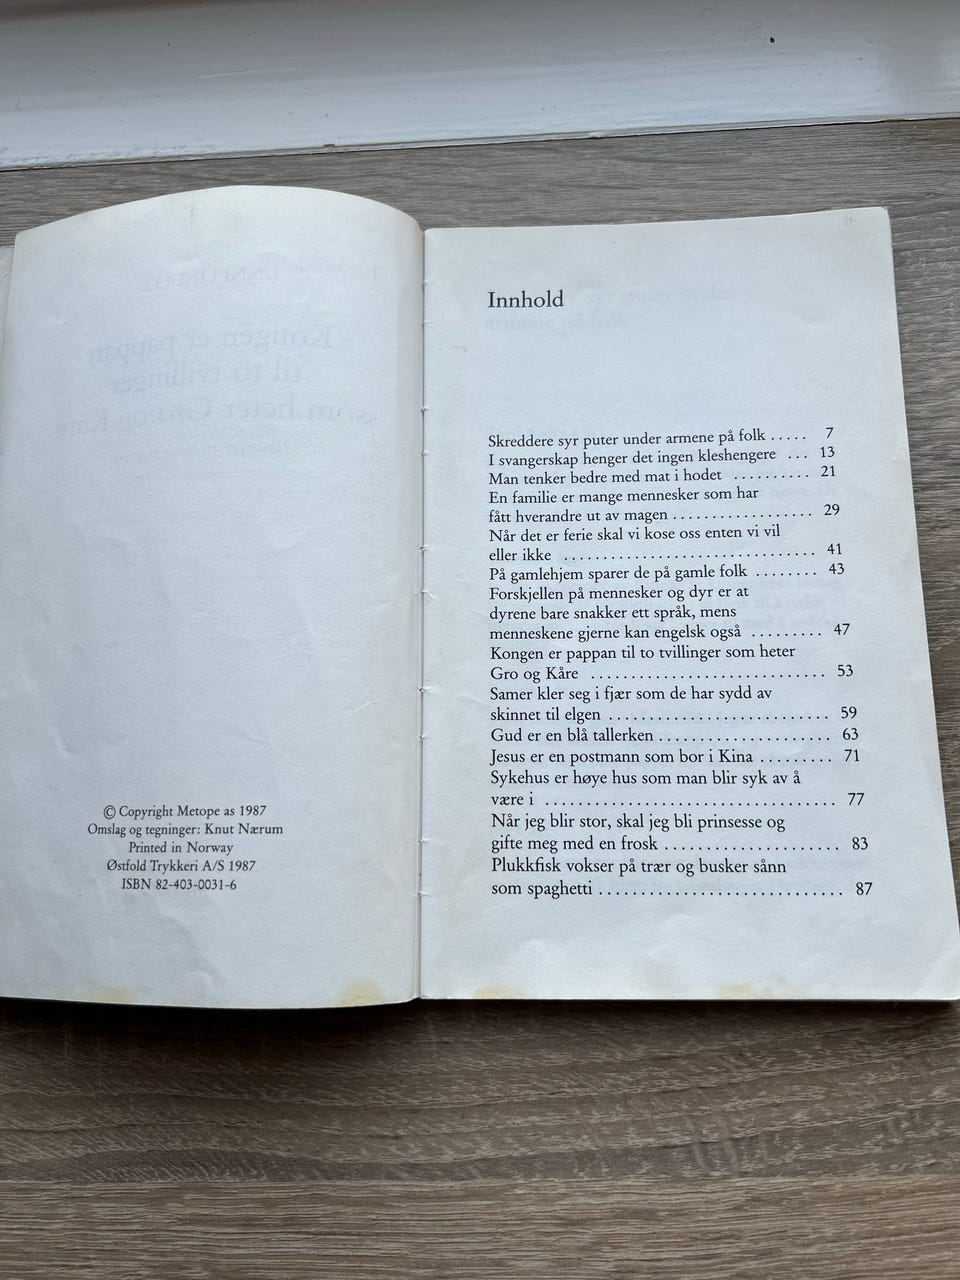 © Copyright Metope as 1987
Omslag og tegninger: Knut Nærum
Printed in Norway
Østfold Trykkeri A/S 1987
ISBN 82-403-0031-6
Innhold
Skreddere syr puter under armene på folk ..... 7
I svangerskap henger det ingen kleshengere ... 13
Man tenker bedre med mat i hodet .......... 21
En familie er mange mennesker som har
fått hverandre ut av magen .................. 29
Når det er ferie skal vi kose oss enten vi vil
eller ikke ................................ 41
På gamlehjem sparer de på gamle folk ........ 43
Forskjellen på mennesker og dyr er at
dyrene bare snakker ett språk, mens
menneskene gjerne kan engelsk også ......... 47
Kongen er pappan til to tvillinger som heter
Gro og Kåre ............................. 53
Samer kler seg i fjær som de har sydd av
skinnet til elgen ........................... 59
Gud er en blå tallerken ..................... 63
Jesus er en postmann som bor i Kina ......... 71
Sykehus er høye hus som man blir syk av å
være i .................................... 77
Når jeg blir stor, skal jeg bli prinsesse og
gifte meg med en frosk ..................... 83
Plukkfisk vokser på trær og busker sånn
som spaghetti .............................. 87